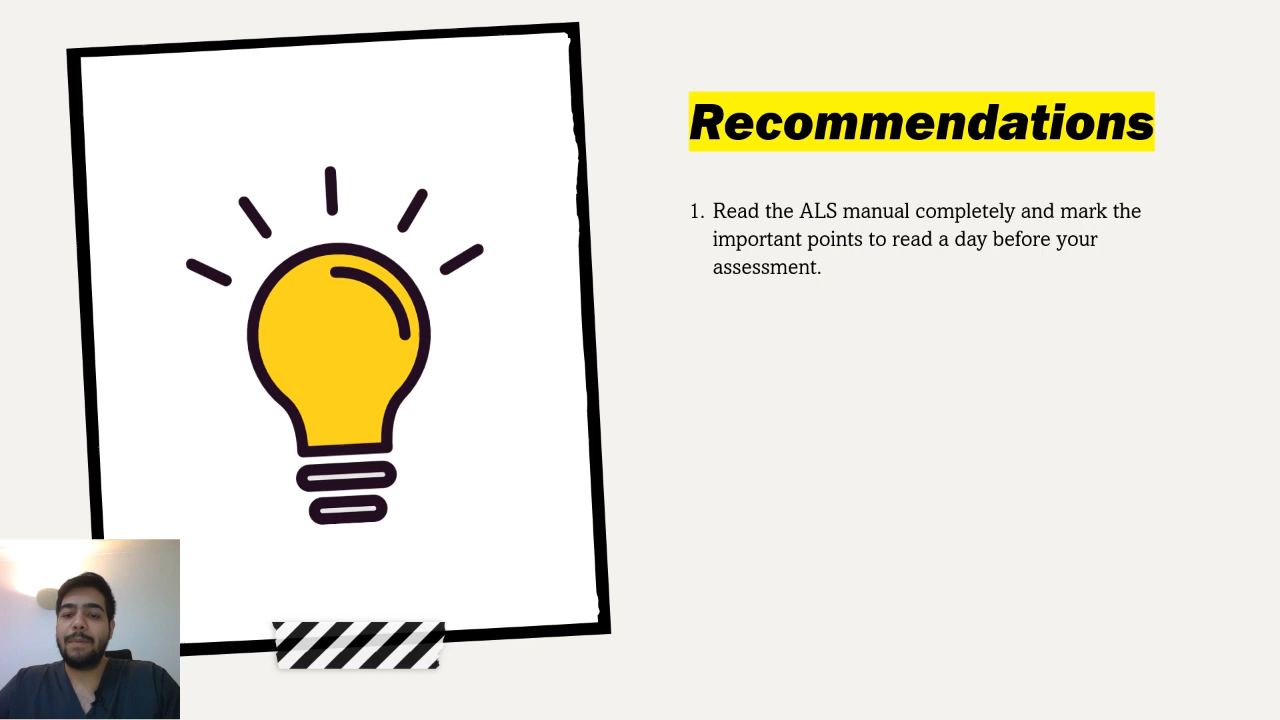 Recommendations
1. Read the ALS manual completely and mark the
important points to read a day before your
assessment.